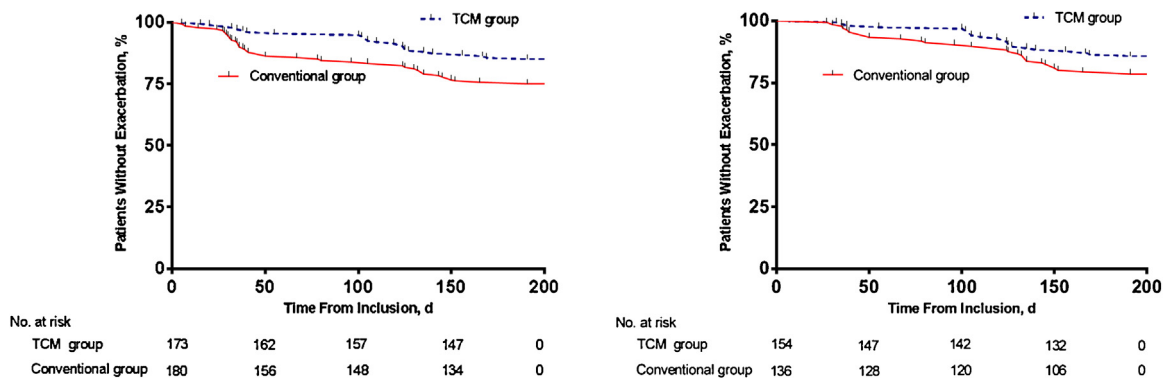 100
75
50
25
0
Patients Without Exacerbation, %
TCM group
Conventional group
0 50 100 150 200
Time From Inclusion, d
No. at risk
TCM group 173 162 157 147 0
Conventional group 180 156 148 134 0
100
75
50
25
0
Patients Without Exacerbation, %
TCM group
Conventional group
0 50 100 150 200
Time From Inclusion, d
No. at risk
TCM group 154 147 142 132 0
Conventional group 136 128 120 106 0